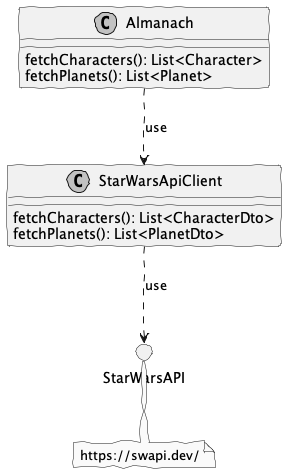 C Almanach
fetchCharacters(): List<Character>
fetchPlanets(): List<Planet>
use
C StarWarsApiClient
fetchCharacters(): List<CharacterDto>
fetchPlanets(): List<PlanetDto>
use
StarWarsAPI
https://swapi.dev/